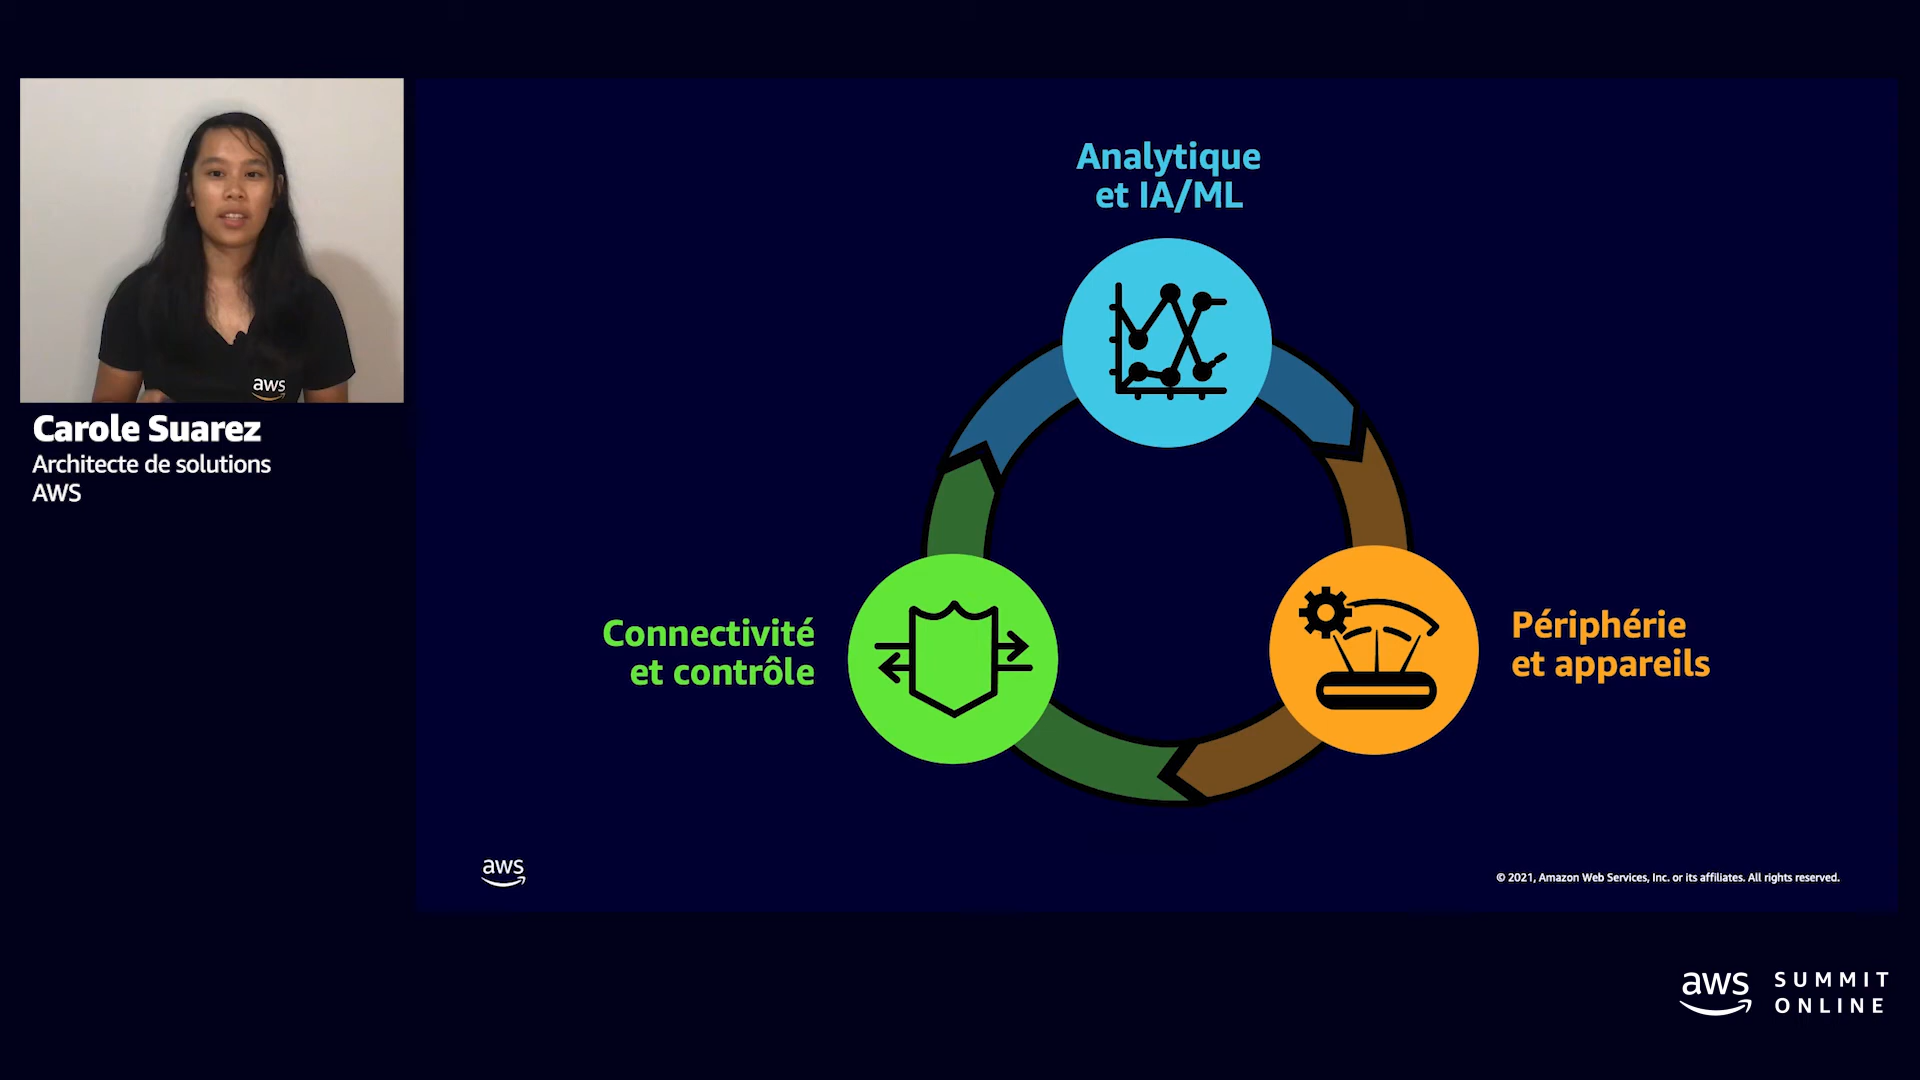 aws
Carole Suarez
Architecte de solutions
AWS
Analytique
et IA/ML
Connectivité
et contrôle
Périphérie
et appareils
aws
© 2021, Amazon Web Services, Inc. or its affiliates. All rights reserved.
aws SUMMIT
ONLINE